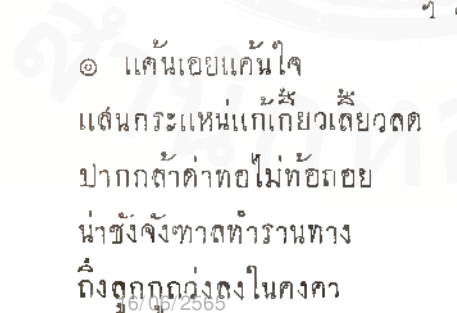 ๏ แค้นเอยแค้นใจ
แสนกระแหน่แก้เกี้ยวเลี้ยวลด
ปากกล้าด่าทอไม่ท้อถอย
น่าชังจังฑาลทำรานทาง
ถึงลูกกูถ่วงลงในคงคา
16/06/2565